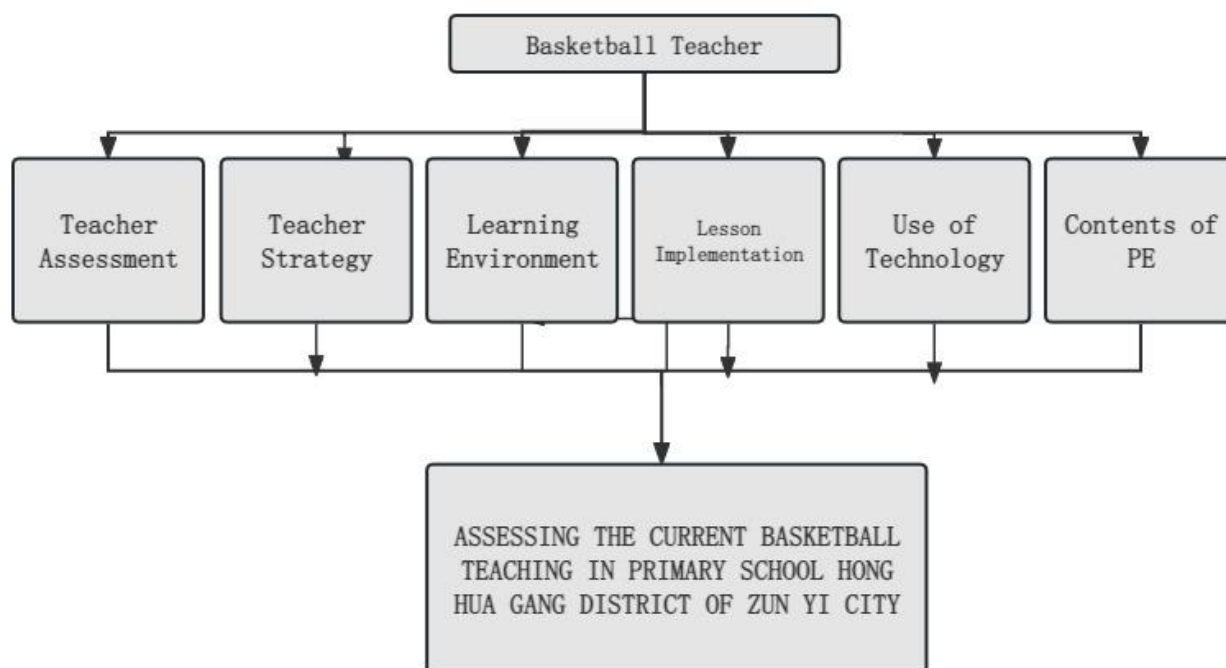 Basketball Teacher
Teacher
Assessment
Teacher
Strategy
Learning
Environment
Lesson
Implementation
Use of
Technology
Contents of
PE
ASSESSING THE CURRENT BASKETBALL
TEACHING IN PRIMARY SCHOOL HONG
HUA GANG DISTRICT OF ZUN YI CITY